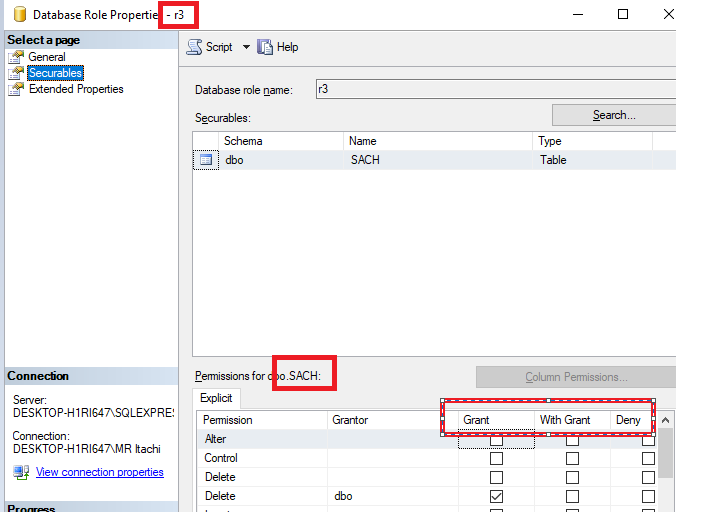 Database Role Properties - r3
Select a page
General
Securables
Extended Properties
Script
Help
Database role name:
r3
Securables:
Search...
Schema Name Type
dbo SACH Table
Permissions for dbo.SACH:
Column Permissions...
Explicit
Permission Grantor Grant With Grant Deny
Alter
Control
Delete
Delete dbo
Connection
Server:
DESKTOP-H1RI647\SQLEXPRES
Connection:
DESKTOP-H1RI647\MR Itachi
View connection properties
Progress